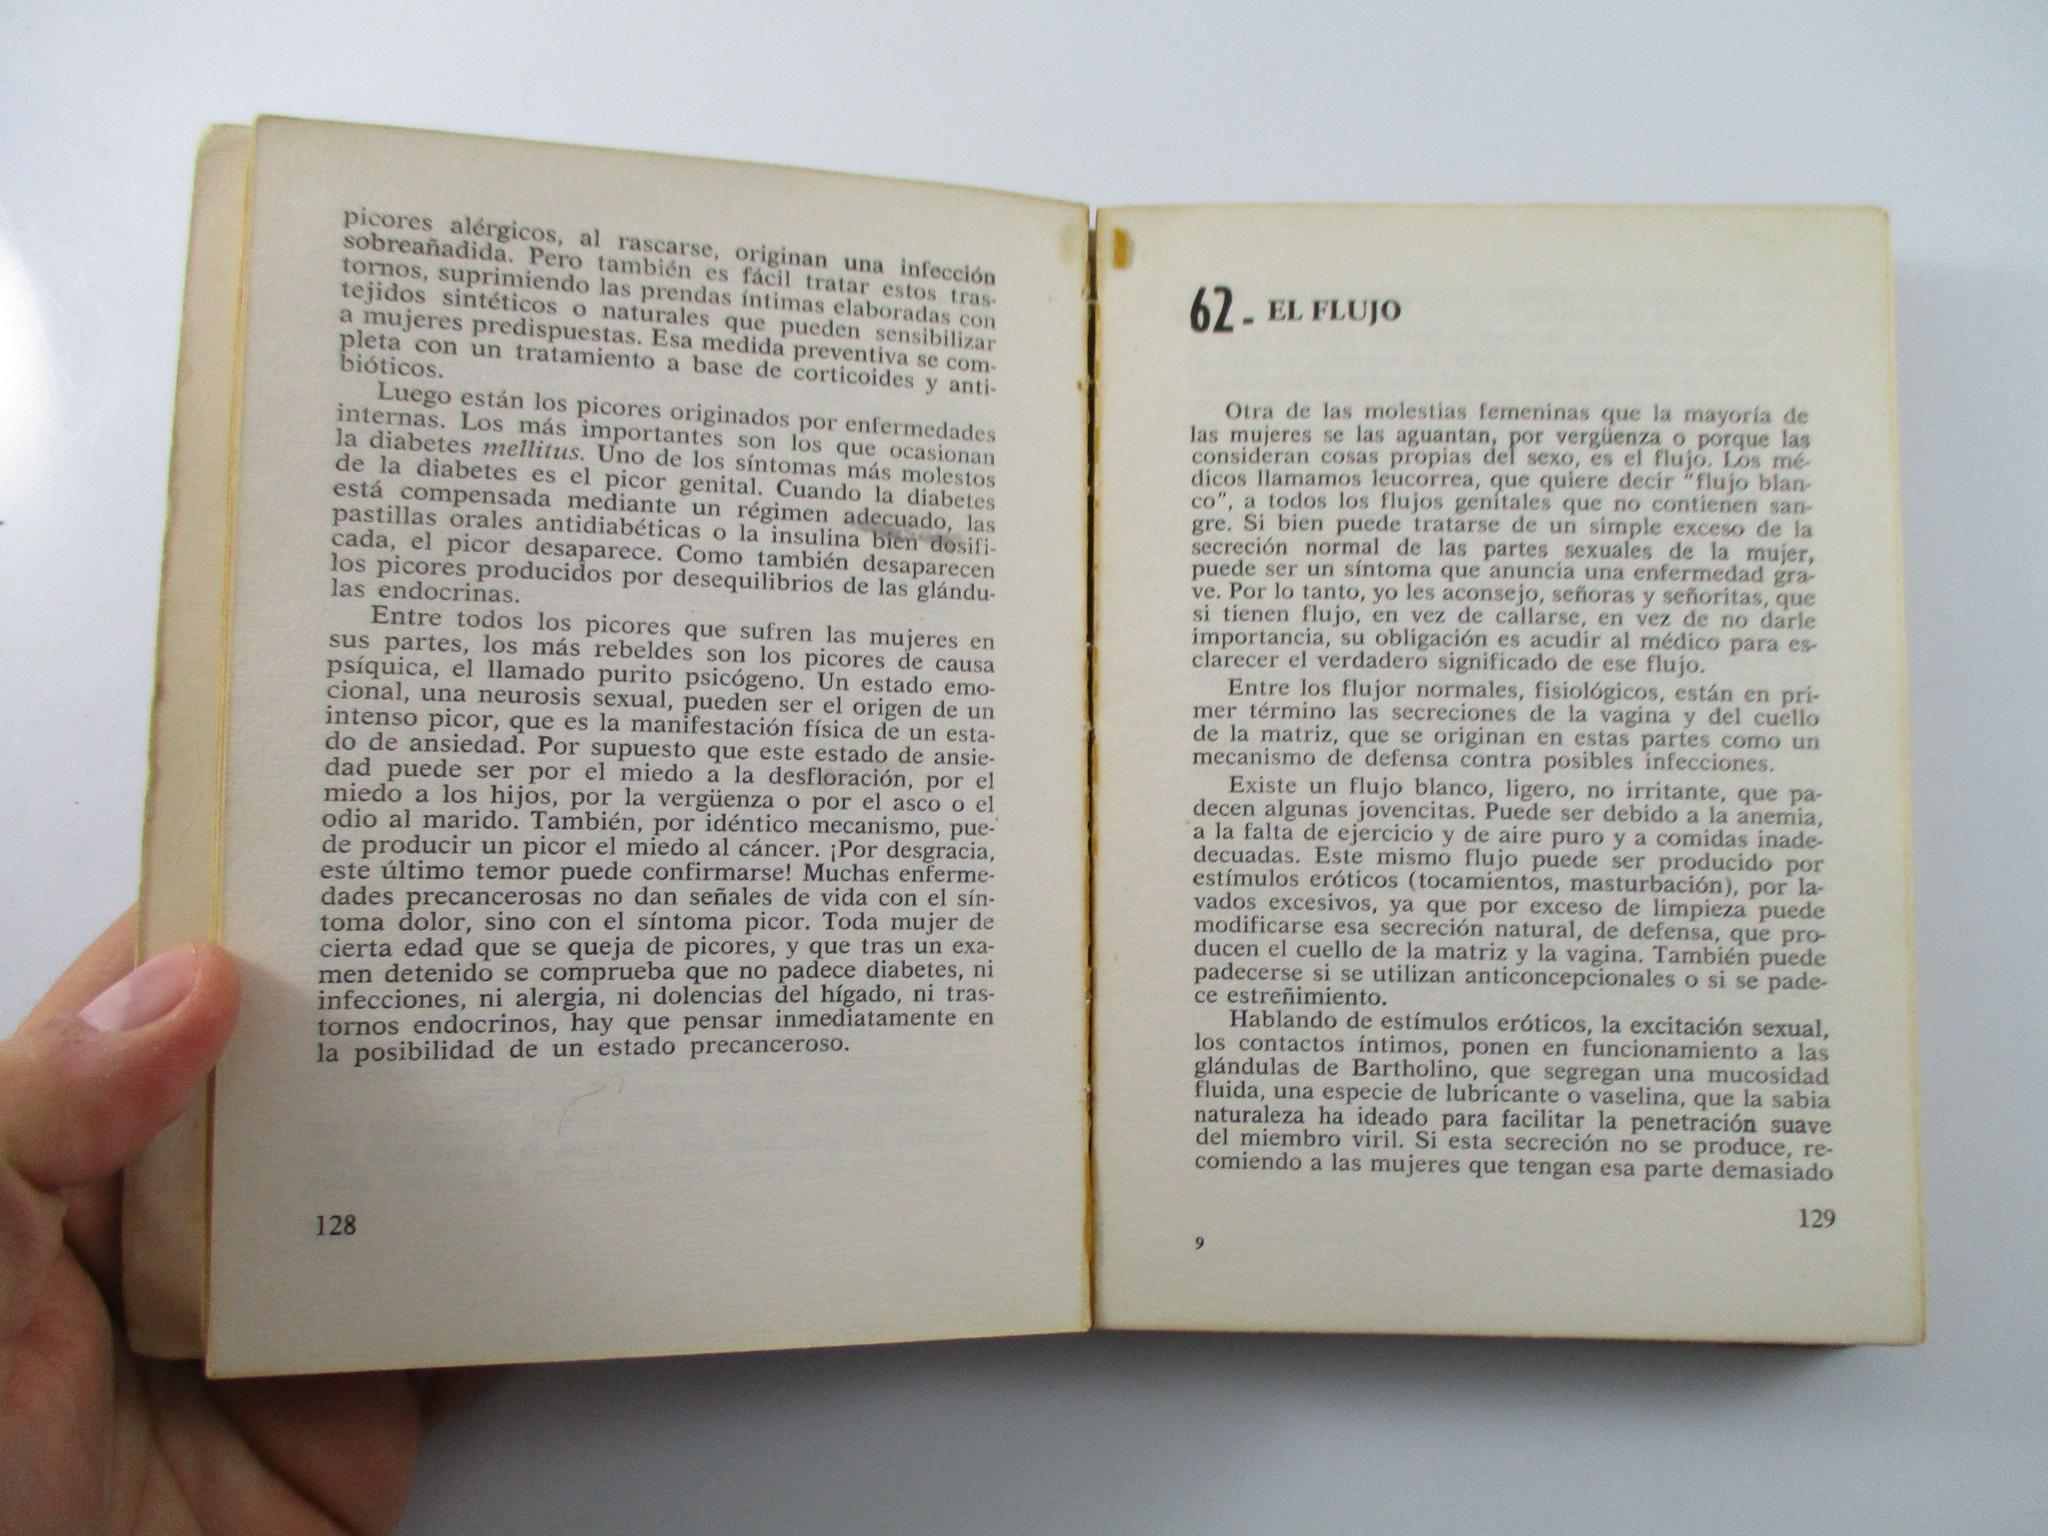 picores alérgicos, al rascarse, originan una infección
sobreañadida. Pero también es fácil tratar estos tras-
tornos, suprimiendo las prendas íntimas elaboradas con
tejidos sintéticos o naturales que pueden sensibilizar
a mujeres predispuestas. Esa medida preventiva se com-
pleta con un tratamiento a base de corticoides y anti-
bióticos.
Luego están los picores originados por enfermedades
internas. Los más importantes son los que ocasionan
la diabetes mellitus. Uno de los síntomas más molestos
de la diabetes es el picor genital. Cuando la diabetes
está compensada mediante un régimen adecuado, las
pastillas orales antidiabéticas o la insulina bien dosifi-
cada, el picor desaparece. Como también desaparecen
los picores producidos por desequilibrios de las glándu-
las endocrinas.
Entre todos los picores que sufren las mujeres en
sus partes, los más rebeldes son los picores de causa
psíquica, el llamado purito psicógeno. Un estado emo-
cional, una neurosis sexual, pueden ser el origen de un
intenso picor, que es la manifestación física de un esta-
do de ansiedad. Por supuesto que este estado de ansie-
dad puede ser por el miedo a la desfloración, por el
miedo a los hijos, por la vergüenza o por el asco o el
odio al marido. También, por idéntico mecanismo, pue-
de producir un picor el miedo al cáncer. ¡Por desgracia,
este último temor puede confirmarse! Muchas enferme-
dades precancerosas no dan señales de vida con el sín-
toma dolor, sino con el síntoma picor. Toda mujer de
cierta edad que se queja de picores, y que tras un exa-
men detenido se comprueba que no padece diabetes, ni
infecciones, ni alergia, ni dolencias del hígado, ni tras-
tornos endocrinos, hay que pensar inmediatamente en
la posibilidad de un estado precanceroso.
128
62- EL FLUJO
Otra de las molestias femeninas que la mayoría de
las mujeres se las aguantan, por vergüenza o porque las
consideran cosas propias del sexo, es el flujo. Los mé-
dicos llamamos leucorrea, que quiere decir "flujo blan-
co", a todos los flujos genitales que no contienen san-
gre. Si bien puede tratarse de un simple exceso de la
secreción normal de las partes sexuales de la mujer,
puede ser un síntoma que anuncia una enfermedad gra-
ve. Por lo tanto, yo les aconsejo, señoras y señoritas, que
si tienen flujo, en vez de callarse, en vez de no darle
importancia, su obligación es acudir al médico para es-
clarecer el verdadero significado de ese flujo.
Entre los flujor normales, fisiológicos, están en pri-
mer término las secreciones de la vagina y del cuello
de la matriz, que se originan en estas partes como un
mecanismo de defensa contra posibles infecciones.
Existe un flujo blanco, ligero, no irritante, que pa-
decen algunas jovencitas. Puede ser debido a la anemia,
a la falta de ejercicio y de aire puro y a comidas inade-
decuadas. Este mismo flujo puede ser producido por
estímulos eróticos (tocamientos, masturbación), por la-
vados excesivos, ya que por exceso de limpieza puede
modificarse esa secreción natural, de defensa, que pro-
ducen el cuello de la matriz y la vagina. También puede
padecerse si se utilizan anticoncepcionales o si se pade-
ce estreñimiento.
Hablando de estímulos eróticos, la excitación sexual,
los contactos íntimos, ponen en funcionamiento a las
glándulas de Bartholino, que segregan una mucosidad
fluida, una especie de lubricante o vaselina, que la sabia
naturaleza ha ideado para facilitar la penetración suave
del miembro viril. Si esta secreción no se produce, re-
comiendo a las mujeres que tengan esa parte demasiado
129
9